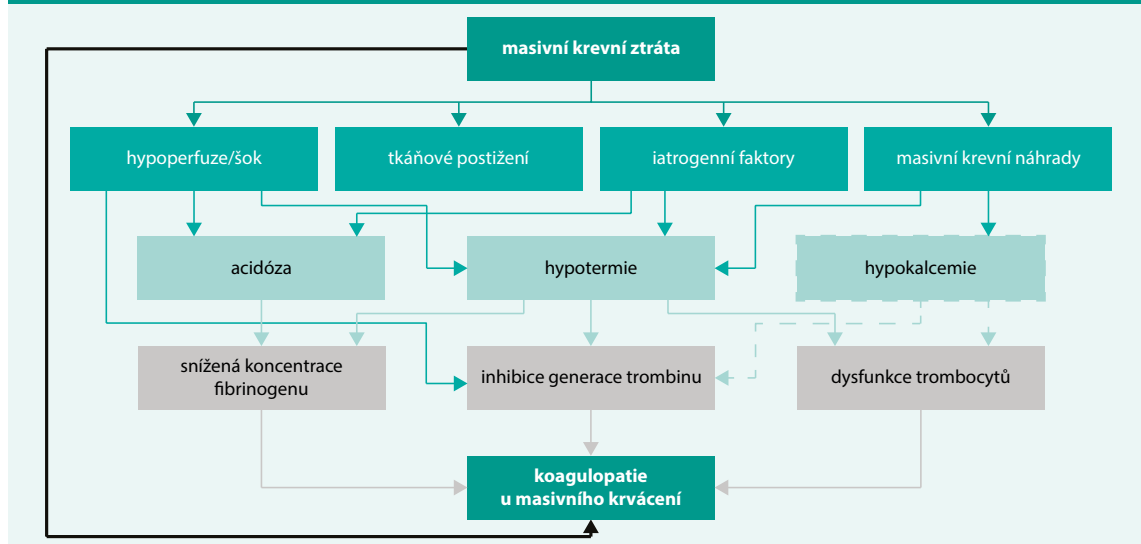 masivní krevní ztráta
hypoperfuze/šok
tkáňové postižení
iatrogenní faktory
masivní krevní náhrady
acidóza
hypotermie
hypokalcemie
snížená koncentrace
fibrinogenu
inhibice generace trombinu
dysfunkce trombocytů
koagulopatie
u masivního krvácení